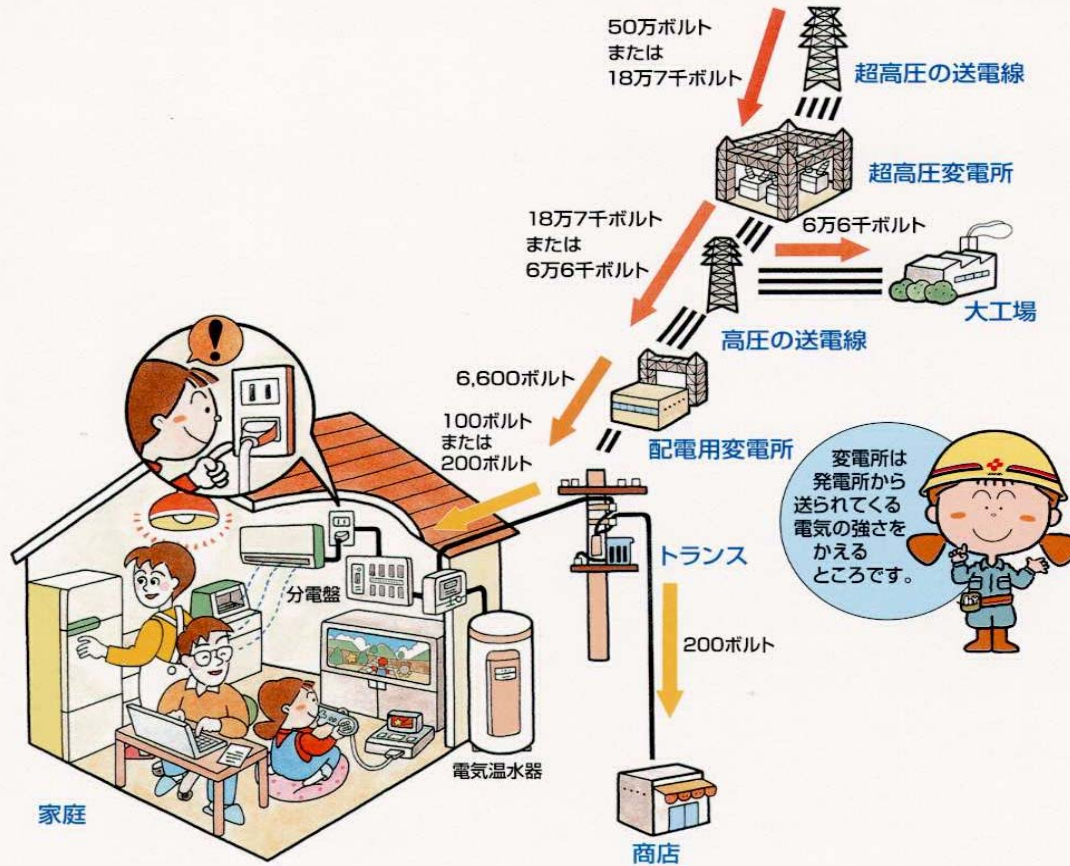 50万ボルト
または
18万7千ボルト
超高圧の送電線
超高圧変電所
18万7千ボルト
または
6万6千ボルト
6万6千ボルト
大工場
高圧の送電線
6,600ボルト
100ボルト
または
200ボルト
配電用変電所
変電所は
発電所から
送られてくる
電気の強さを
かえる
ところです。
トランス
分電盤
200ボルト
電気温水器
家庭
商店